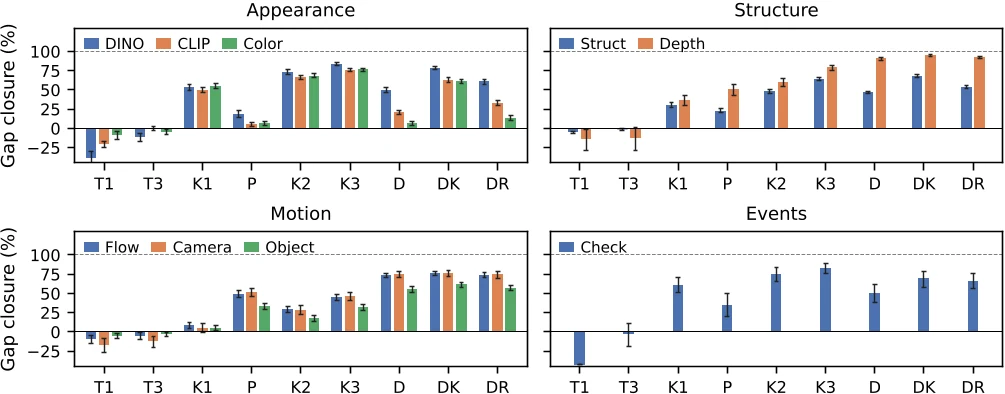 Appearance
Structure
Gap closure (%)
100
75
50
25
0
−25
DINO CLIP Color
Struct Depth
T1 T3 K1 P K2 K3 D DK DR
T1 T3 K1 P K2 K3 D DK DR
Motion
Events
Gap closure (%)
100
75
50
25
0
−25
Flow Camera Object
Check
T1 T3 K1 P K2 K3 D DK DR
T1 T3 K1 P K2 K3 D DK DR